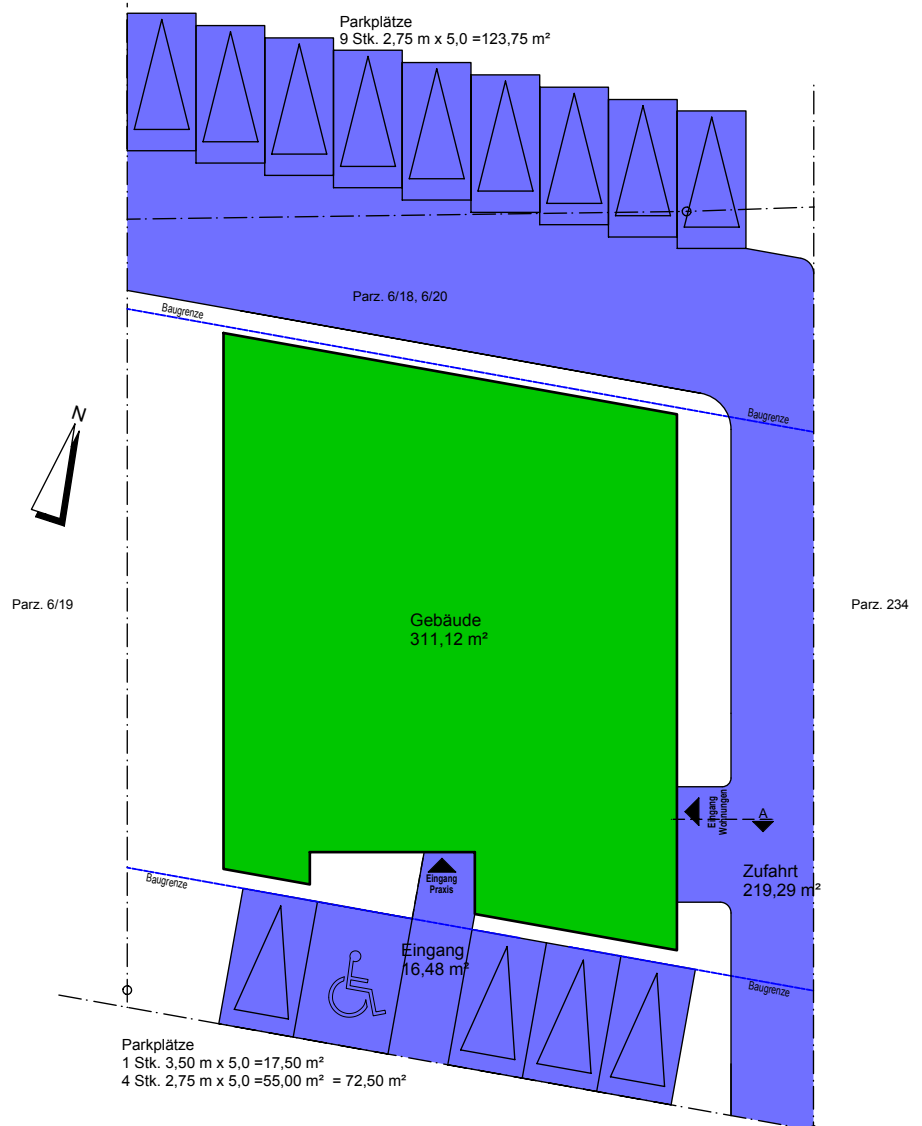 Parkplätze
9 Stk. 2,75 m x 5,0 =123,75 m²
Parz. 6/18, 6/20
Baugrenze
Baugrenze
N
Parz. 6/19
Parz. 234
Gebäude
311,12 m²
Eingang
Wohnungen
A
Eingang
Praxis
Zufahrt
219,29 m²
Baugrenze
Eingang
16,48 m²
Baugrenze
Parkplätze
1 Stk. 3,50 m x 5,0 =17,50 m²
4 Stk. 2,75 m x 5,0 =55,00 m² = 72,50 m²